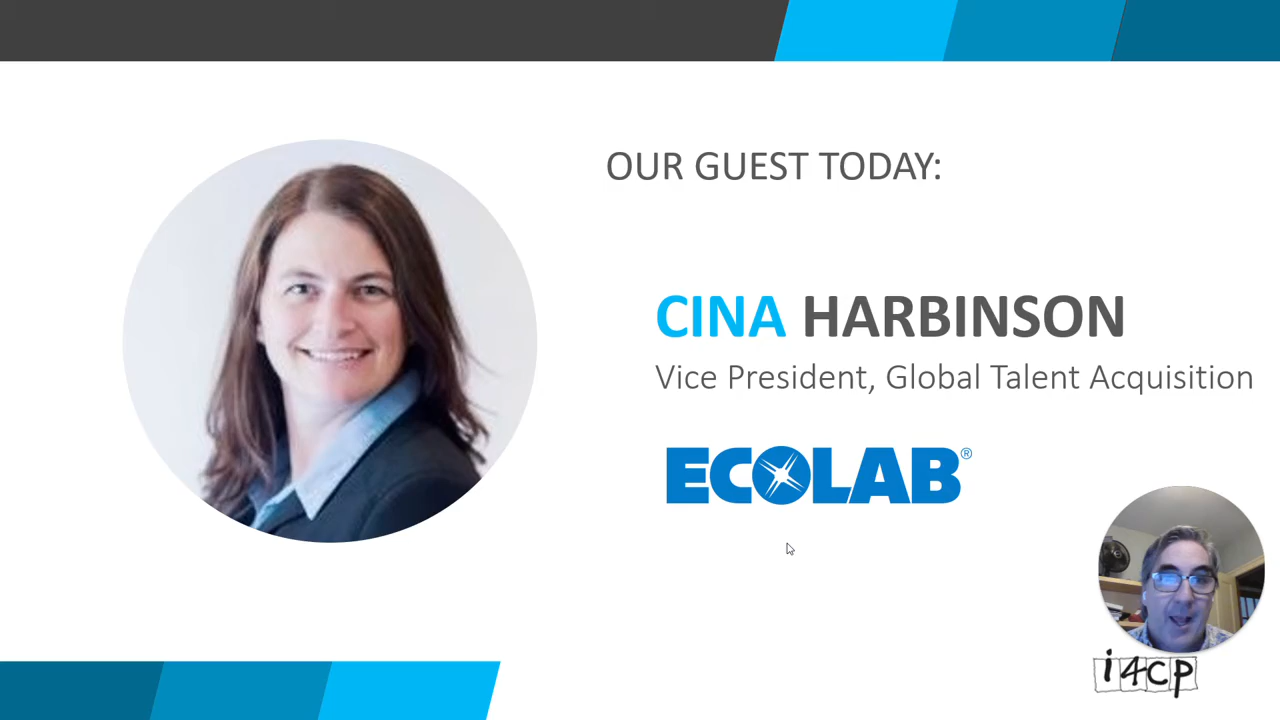 OUR GUEST TODAY:
CINA HARBINSON
Vice President, Global Talent Acquisition
ECOLAB®
i4cp